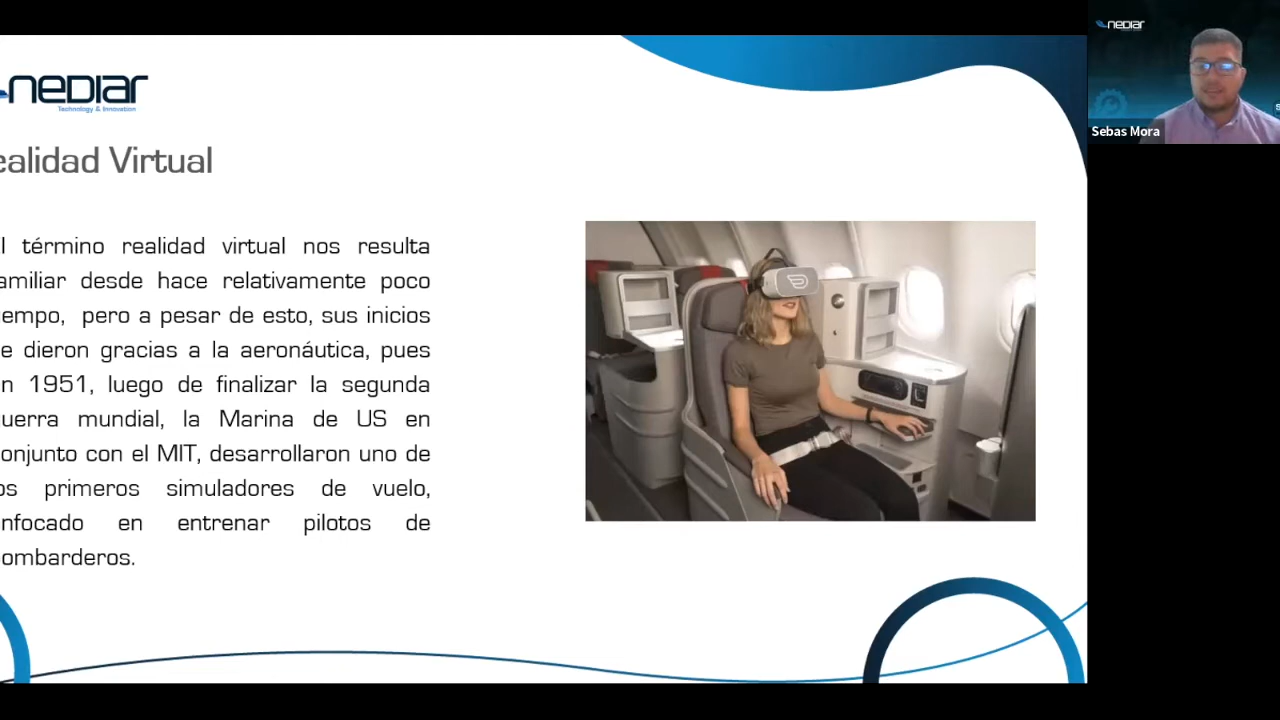 neDIar
Technology & Innovation
ealidad Virtual
l término realidad virtual nos resulta
amiliar desde hace relativamente poco
iempo, pero a pesar de esto, sus inicios
e dieron gracias a la aeronáutica, pues
n 1951, luego de finalizar la segunda
uerra mundial, la Marina de US en
onjunto con el MIT, desarrollaron uno de
os primeros simuladores de vuelo,
nfocado en entrenar pilotos de
ombarderos.
neDIar
Sebas Mora